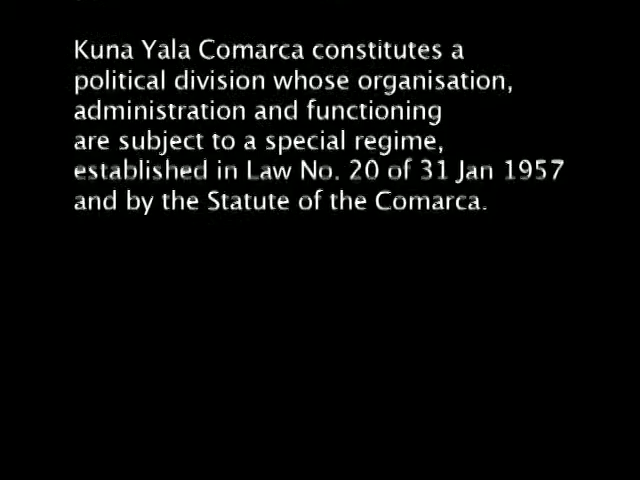 Kuna Yala Comarca constitutes a
political division whose organisation,
administration and functioning
are subject to a special regime,
established in Law No. 20 of 31 Jan 1957
and by the Statute of the Comarca.